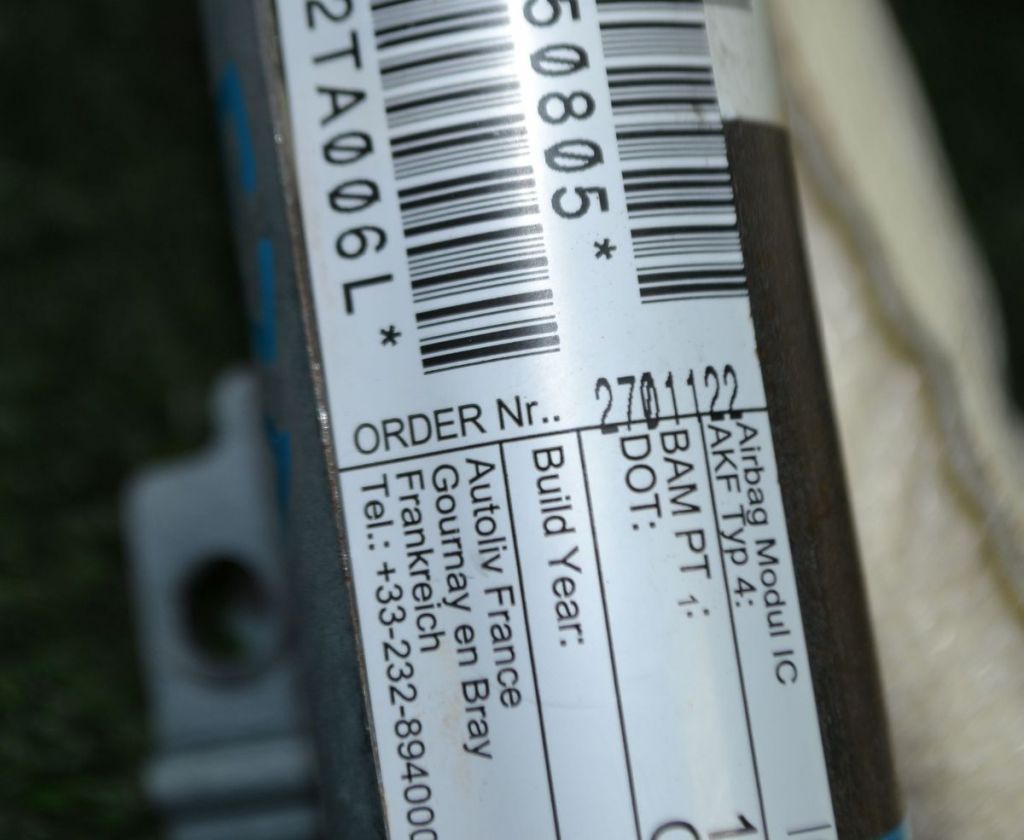 50805*
2TA006L*
ORDER Nr.:
Airbag Modul IC
AKF Typ 4:
BAM PT 1:
DOT:
Build Year:
Autoliv France
Gournay en Bray
Frankreich
Tel.: +33-232-894000